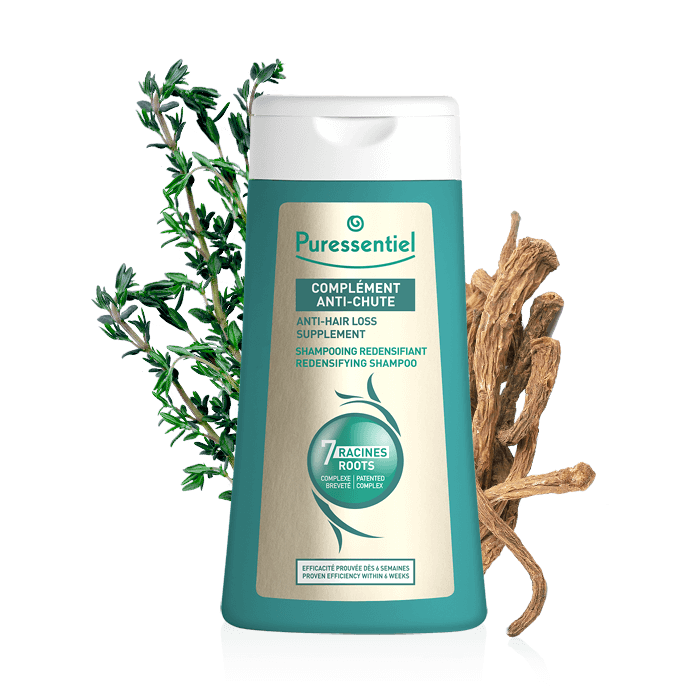 Puressentiel
COMPLÉMENT
ANTI-CHUTE
ANTI-HAIR LOSS
SUPPLEMENT
SHAMPOOING REDENSIFIANT
REDENSIFYING SHAMPOO
7 RACINES
ROOTS
COMPLEXE | PATENTED
BREVETÉ | COMPLEX
EFFICACITÉ PROUVÉE DÈS 6 SEMAINES
PROVEN EFFICIENCY WITHIN 6 WEEKS